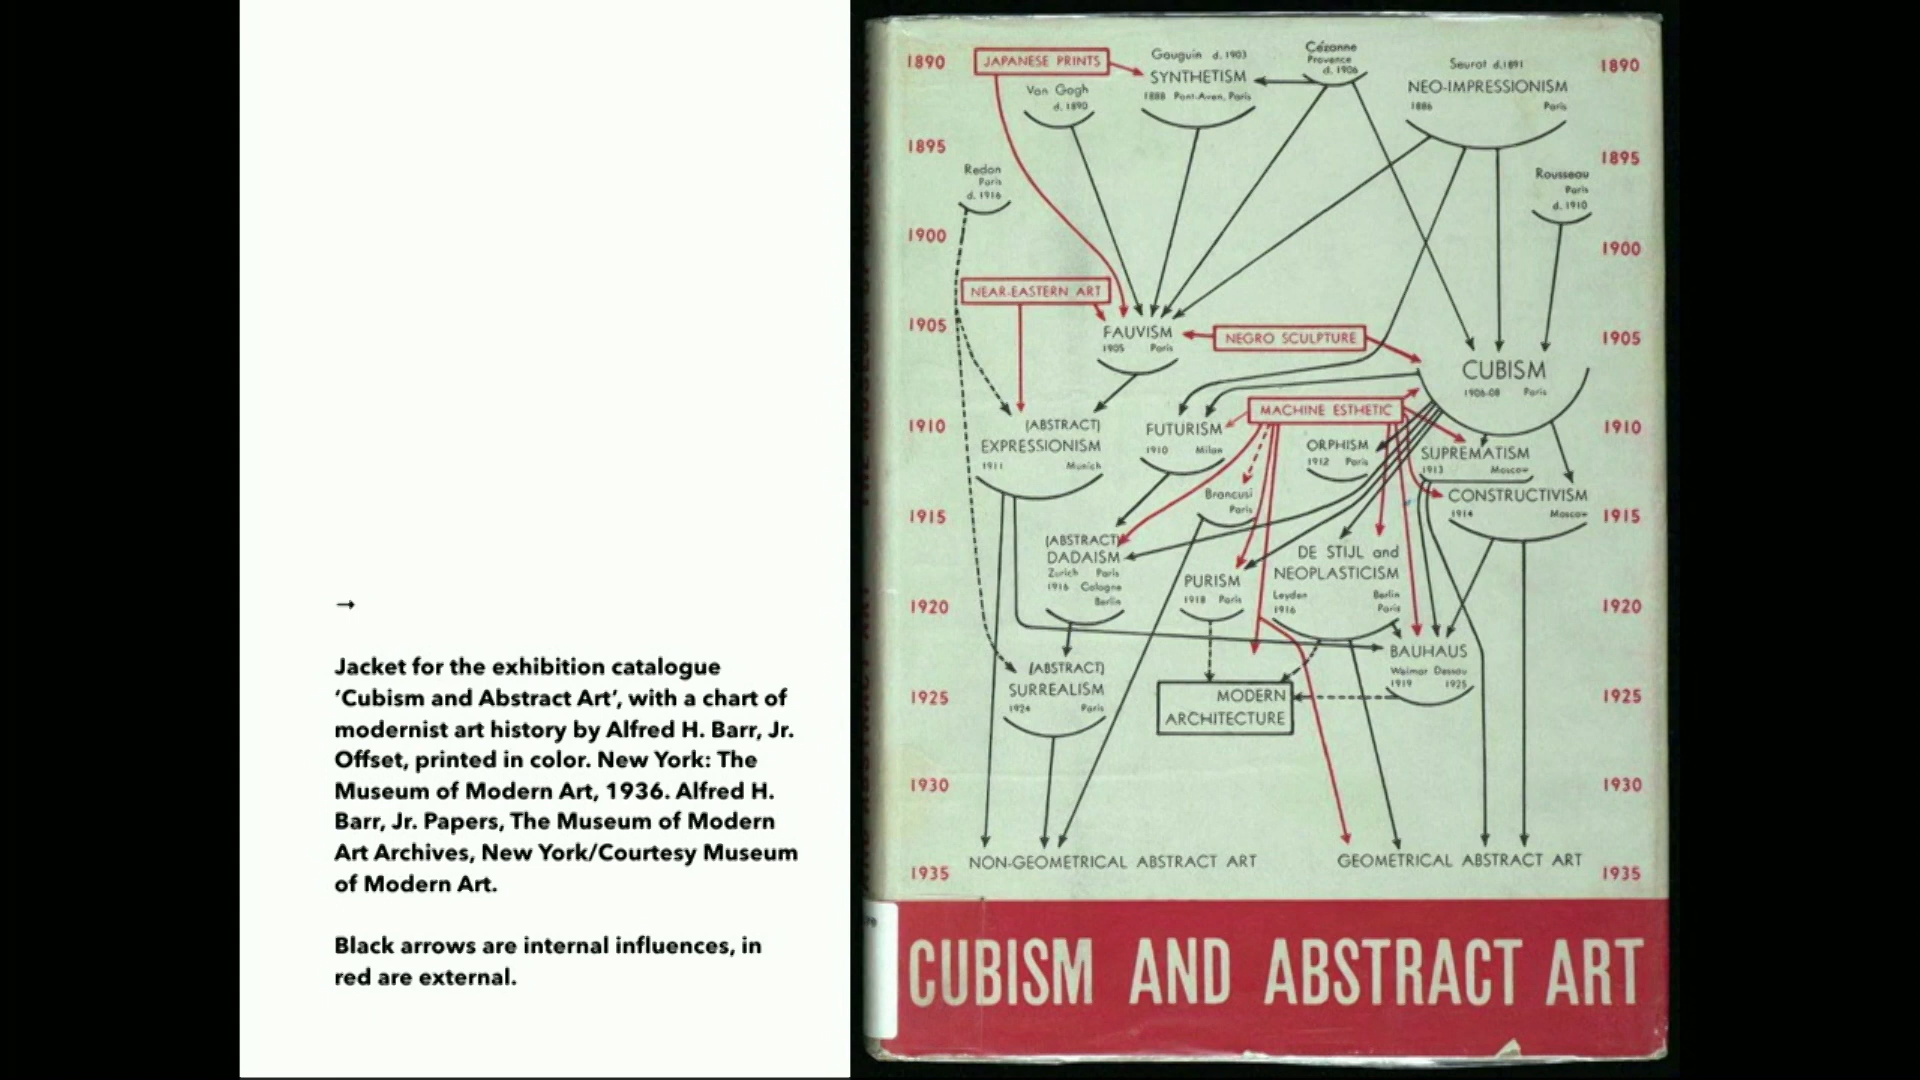 →
Jacket for the exhibition catalogue
‘Cubism and Abstract Art’, with a chart of
modernist art history by Alfred H. Barr, Jr.
Offset, printed in color. New York: The
Museum of Modern Art, 1936. Alfred H.
Barr, Jr. Papers, The Museum of Modern
Art Archives, New York/Courtesy Museum
of Modern Art.
Black arrows are internal influences, in
red are external.
1890
JAPANESE PRINTS
Gauguin d. 1903
SYNTHETISM
1888 Pont-Aven, Paris
Cézanne
Provence
d. 1906
Seurat d.1891
NEO-IMPRESSIONISM
1886 Paris
1890
Van Gogh
d. 1890
1895
1895
Redon
Paris
d. 1916
Rousseau
Paris
d. 1910
1900
1900
NEAR-EASTERN ART
1905
FAUVISM
1905 Paris
NEGRO SCULPTURE
1905
CUBISM
1906-08 Paris
MACHINE ESTHETIC
1910
(ABSTRACT)
EXPRESSIONISM
1911 Munich
FUTURISM
1910 Milan
ORPHISM
1912 Paris
SUPREMATISM
1913 Moscow
1910
Brancusi
Paris
CONSTRUCTIVISM
1914 Moscow
1915
1915
(ABSTRACT)
DADAISM
Zurich Paris
1916 Cologne
Berlin
PURISM
1918 Paris
DE STIJL and
NEOPLASTICISM
Leyden Berlin
1916 Paris
1920
1920
BAUHAUS
Weimar Dessau
1919 1925
(ABSTRACT)
SURREALISM
1924 Paris
MODERN
ARCHITECTURE
1925
1925
1930
1930
NON-GEOMETRICAL ABSTRACT ART
GEOMETRICAL ABSTRACT ART
1935
1935
CUBISM AND ABSTRACT ART